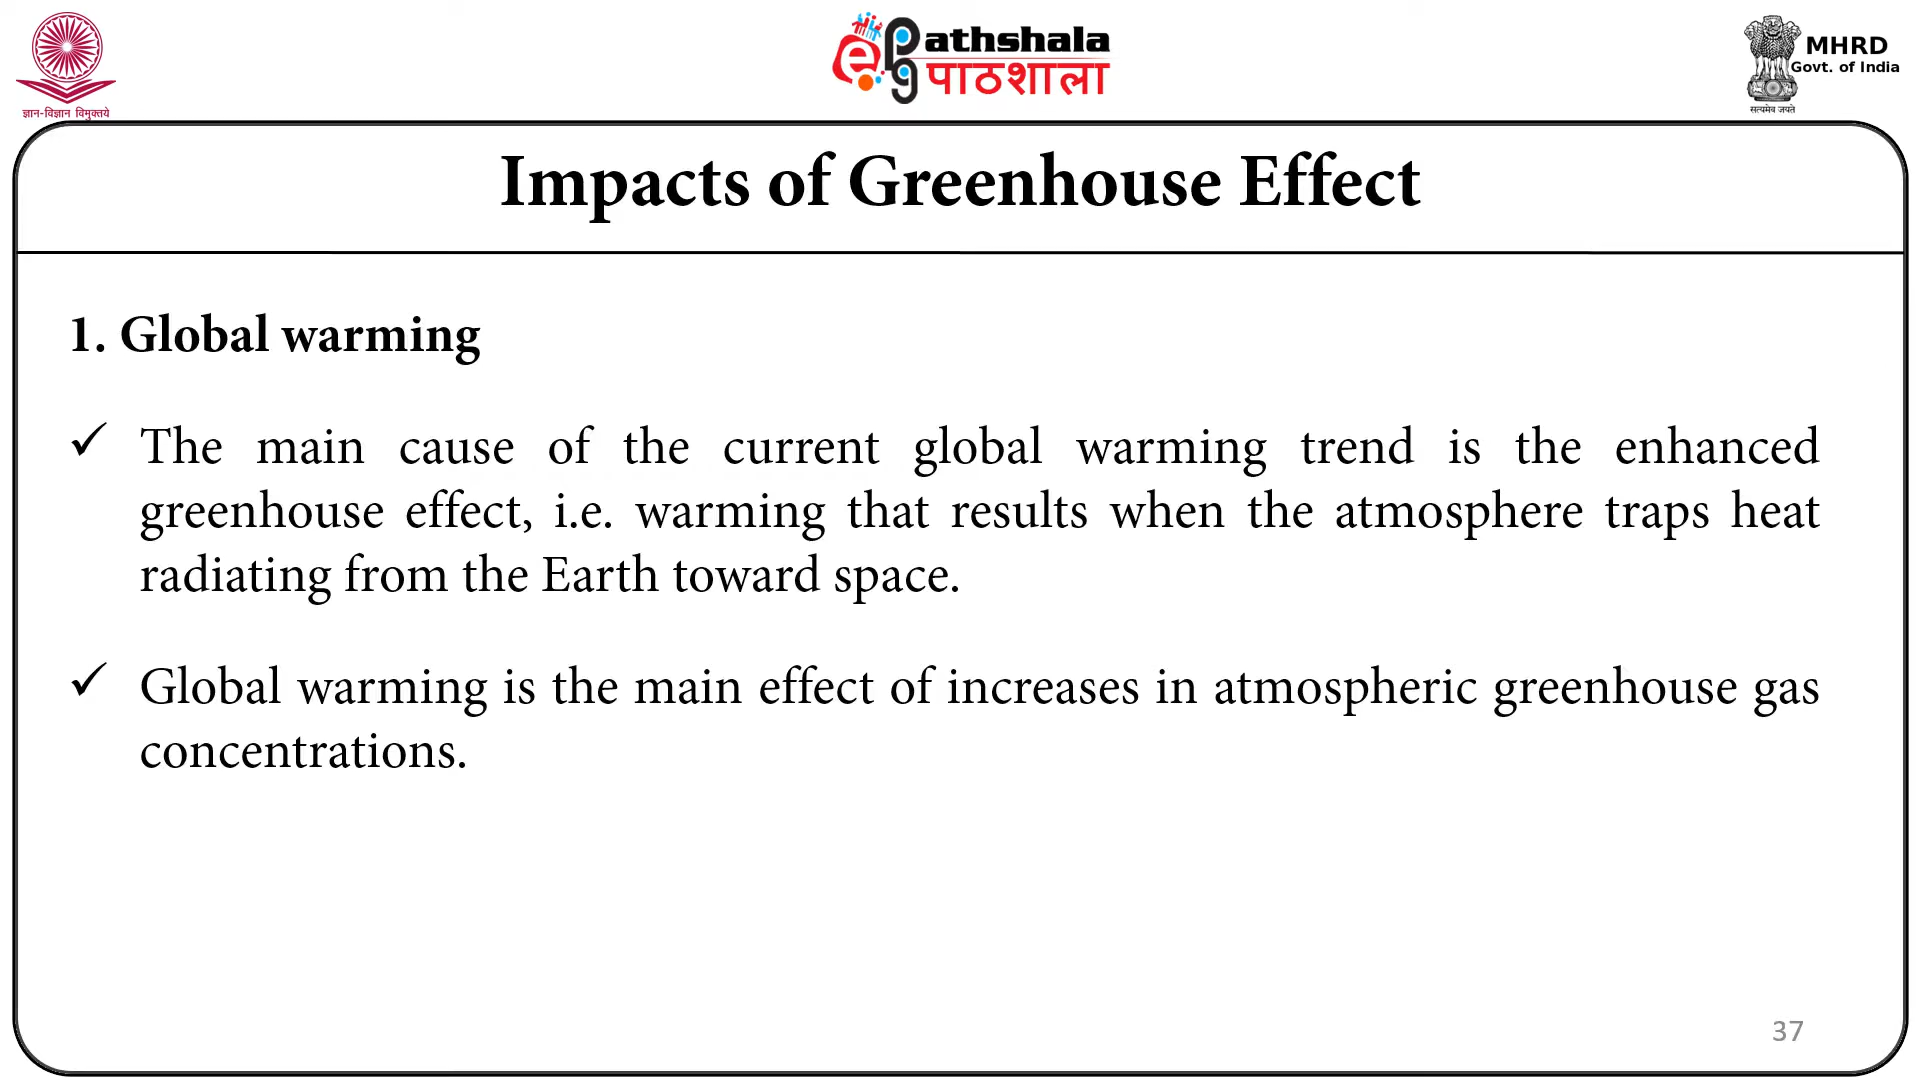 ज्ञान-विज्ञान विमुक्तये
ePathshala
पाठशाला
MHRD
Govt. of India
सत्यमेव जयते
Impacts of Greenhouse Effect
1. Global warming
✓ The main cause of the current global warming trend is the enhanced
greenhouse effect, i.e. warming that results when the atmosphere traps heat
radiating from the Earth toward space.
✓ Global warming is the main effect of increases in atmospheric greenhouse gas
concentrations.
37